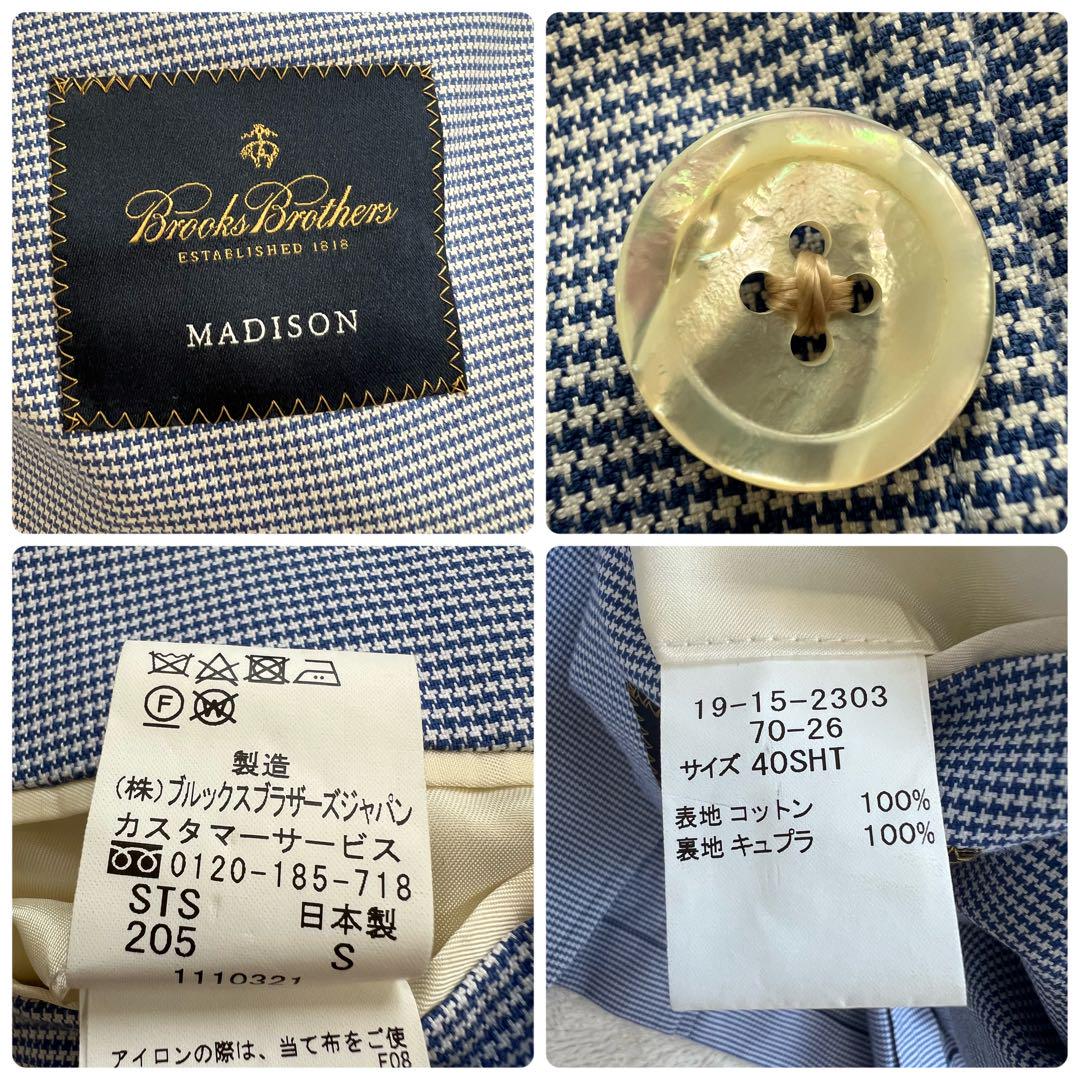 Brooks Brothers
ESTABLISHED 1818
MADISON
F W
製造
(株)ブルックスブラザーズジャパン
カスタマーサービス
0120-185-718
STS 日本製
205 S
1110321
アイロンの際は、当て布をご使
F08
19-15-2303
70-26
サイズ 40SHT
表地 コットン 100%
裏地 キュプラ 100%